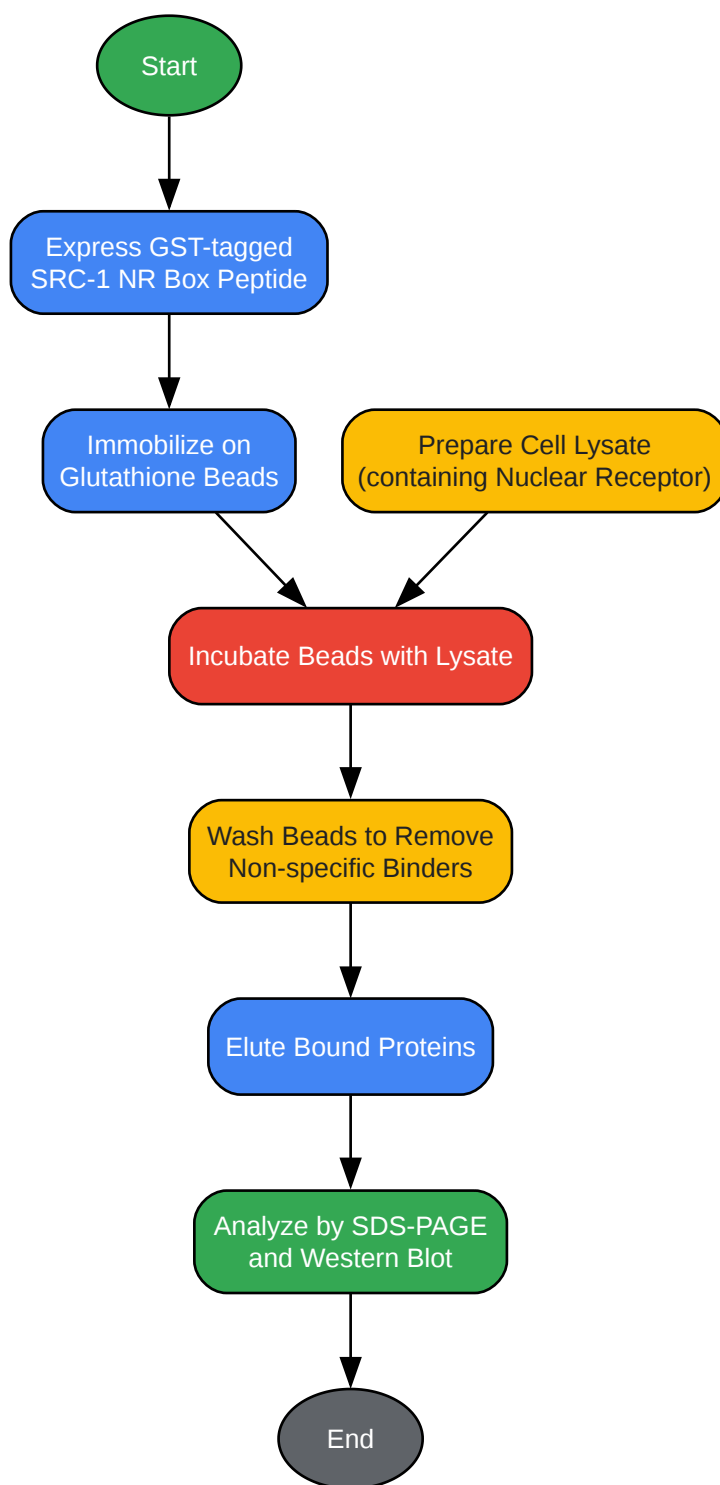 Start
Express GST-tagged
SRC-1 NR Box Peptide
Immobilize on
Glutathione Beads
Prepare Cell Lysate
(containing Nuclear Receptor)
Incubate Beads with Lysate
Wash Beads to Remove
Non-specific Binders
Elute Bound Proteins
Analyze by SDS-PAGE
and Western Blot
End